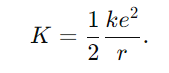 K = \frac{1}{2} \frac{ke^2}{r}.